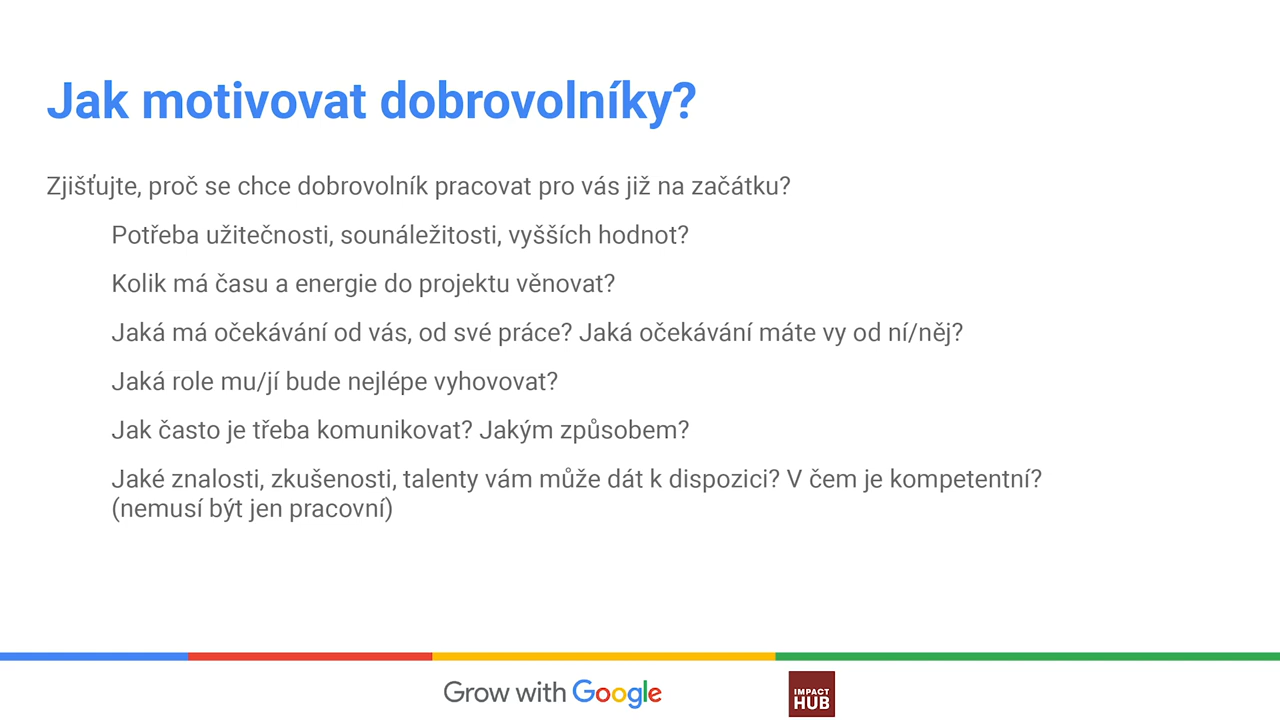 Jak motivovat dobrovolníky?
Zjišťujte, proč se chce dobrovolník pracovat pro vás již na začátku?
Potřeba užitečnosti, sounáležitosti, vyšších hodnot?
Kolik má času a energie do projektu věnovat?
Jaká má očekávání od vás, od své práce? Jaká očekávání máte vy od ní/něj?
Jaká role mu/jí bude nejlépe vyhovovat?
Jak často je třeba komunikovat? Jakým způsobem?
Jaké znalosti, zkušenosti, talenty vám může dát k dispozici? V čem je kompetentní?
(nemusí být jen pracovní)
Grow with Google
IMPACT
HUB